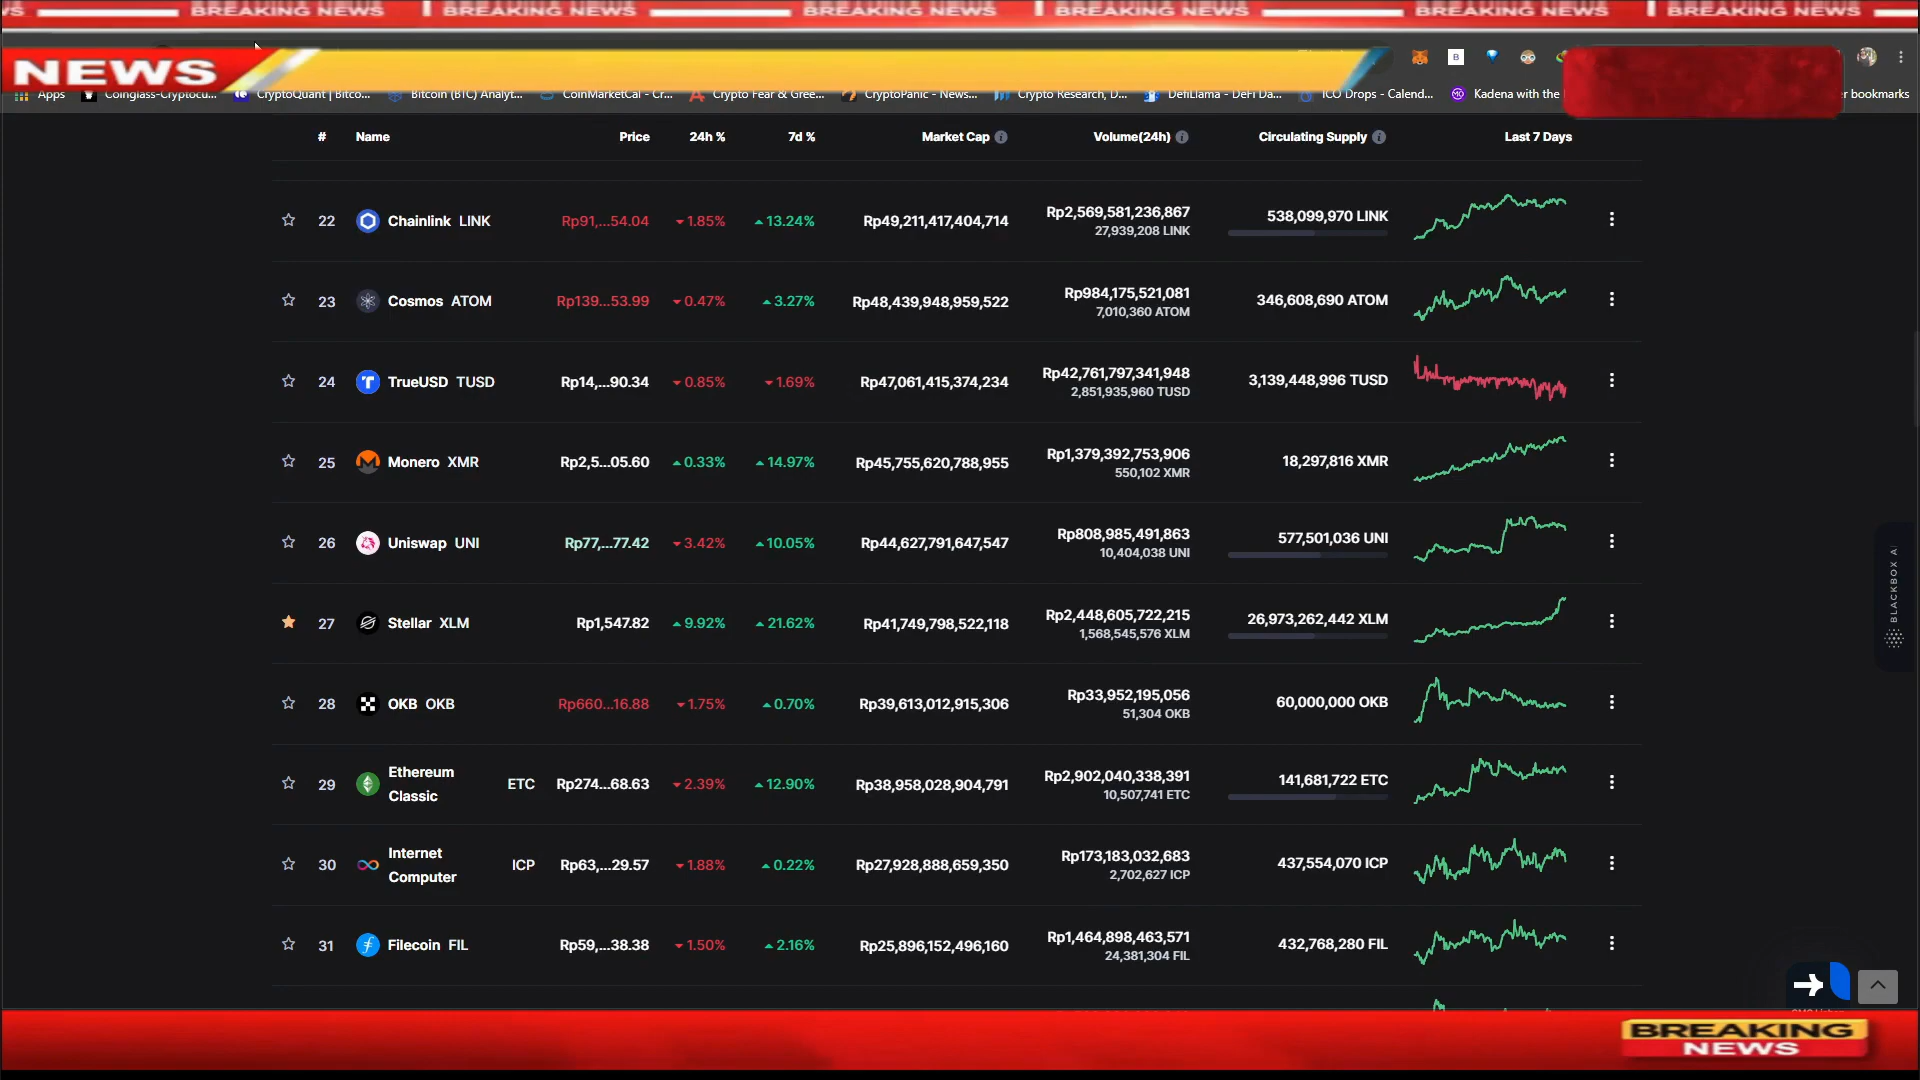 BREAKING NEWS BREAKING NEWS BREAKING NEWS BREAKING NEWS BREAKING NEWS BREAKING NEWS
NEWS
Apps Coinglass-Cryptocu... CryptoQuant | Bitco... Bitcoin (BTC) Analyt... CoinMarketCal - Cr... Crypto Fear & Gree... CryptoPanic - News... Crypto Research, D... DefiLlama - DeFi Da... ICO Drops - Calend... Kadena with the bookmarks
# Name Price 24h % 7d % Market Cap Volume(24h) Circulating Supply Last 7 Days
22 Chainlink LINK Rp91,...54.04 1.85% 13.24% Rp49,211,417,404,714 Rp2,569,581,236,867 538,099,970 LINK
27,939,208 LINK
23 Cosmos ATOM Rp139...53.99 0.47% 3.27% Rp48,439,948,959,522 Rp984,175,521,081 346,608,690 ATOM
7,010,360 ATOM
24 TrueUSD TUSD Rp14,...90.34 0.85% 1.69% Rp47,061,415,374,234 Rp42,761,797,341,948 3,139,448,996 TUSD
2,851,935,960 TUSD
25 Monero XMR Rp2,5...05.60 0.33% 14.97% Rp45,755,620,788,955 Rp1,379,392,753,906 18,297,816 XMR
550,102 XMR
26 Uniswap UNI Rp77,...77.42 3.42% 10.05% Rp44,627,791,647,547 Rp808,985,491,863 577,501,036 UNI
10,404,038 UNI
27 Stellar XLM Rp1,547.82 9.92% 21.62% Rp41,749,798,522,118 Rp2,448,605,722,215 26,973,262,442 XLM
1,568,545,576 XLM
28 OKB OKB Rp660...16.88 1.75% 0.70% Rp39,613,012,915,306 Rp33,952,195,056 60,000,000 OKB
51,304 OKB
29 Ethereum Classic ETC Rp274...68.63 2.39% 12.90% Rp38,958,028,904,791 Rp2,902,040,338,391 141,681,722 ETC
10,507,741 ETC
30 Internet Computer ICP Rp63,...29.57 1.88% 0.22% Rp27,928,888,659,350 Rp173,183,032,683 437,554,070 ICP
2,702,627 ICP
31 Filecoin FIL Rp59,...38.38 1.50% 2.16% Rp25,896,152,496,160 Rp1,464,898,463,571 432,768,280 FIL
24,381,304 FIL
BLACKBOX
BREAKING
NEWS